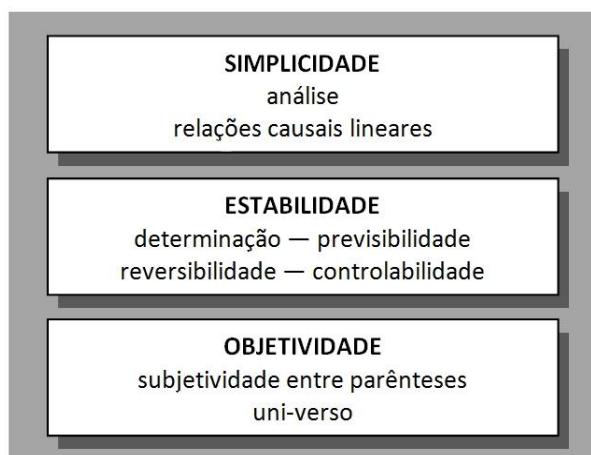 SIMPLICIDADE
análise
relações causais lineares
ESTABILIDADE
determinação — previsibilidade
reversibilidade — controlabilidade
OBJETIVIDADE
subjetividade entre parênteses
uni-verso